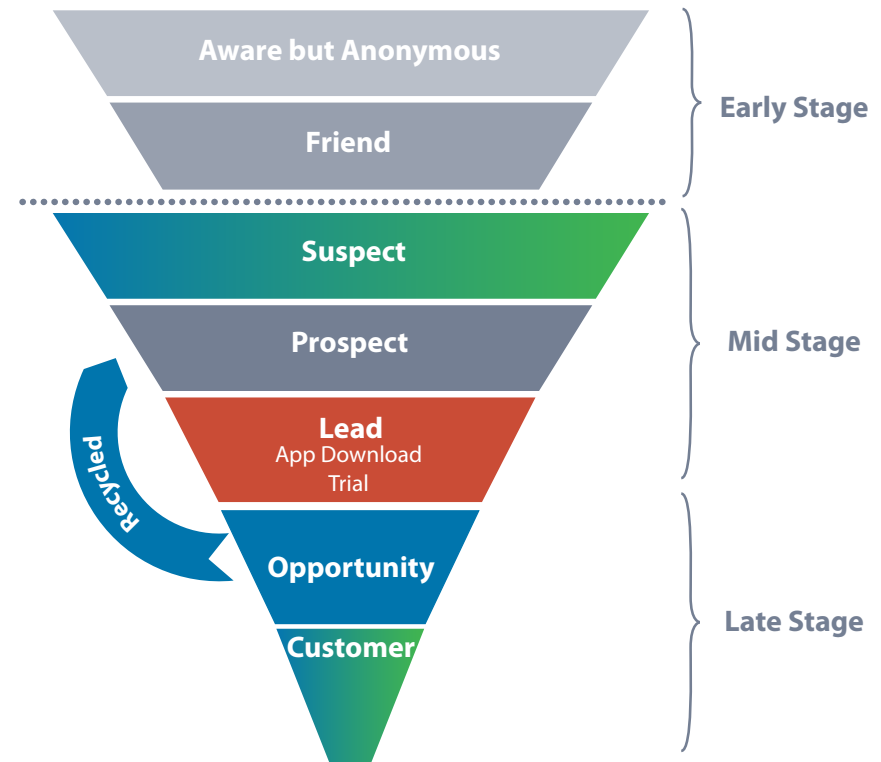 Aware but Anonymous
Friend
Early Stage
Suspect
Prospect
Mid Stage
Lead
App Download
Trial
Recycled
Opportunity
Customer
Late Stage